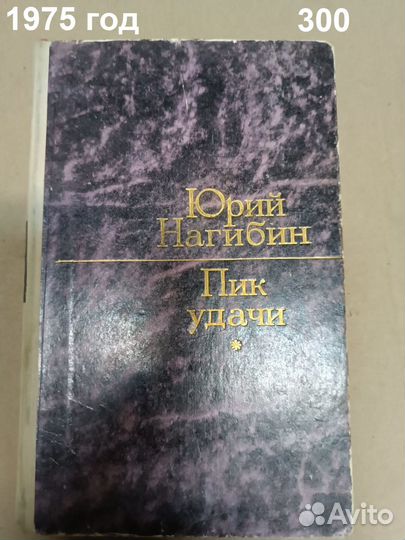 1975 год 300
Юрий
Нагибин
Пик
удачи
*
Avito